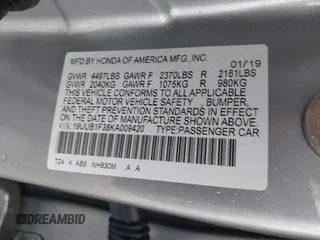 MFD. BY HONDA OF AMERICA MFG.,INC. 01/19
GVWR 4497LBS GAWR F 2370LBS R 2161LBS
GVWR 2040KG GAWR F 1075KG R 980KG
THIS VEHICLE CONFORMS TO ALL APPLICABLE
FEDERAL MOTOR VEHICLE SAFETY, BUMPER,
AND THEFT PREVENTION STANDARDS IN EFFECT
ON THE DATE OF MANUFACTURE SHOWN ABOVE.
V.I.N. 19UUB1F38KA009420 TYPE:PASSENGER CAR
T24 K AB9 NH830M .A .A
DREAMBID